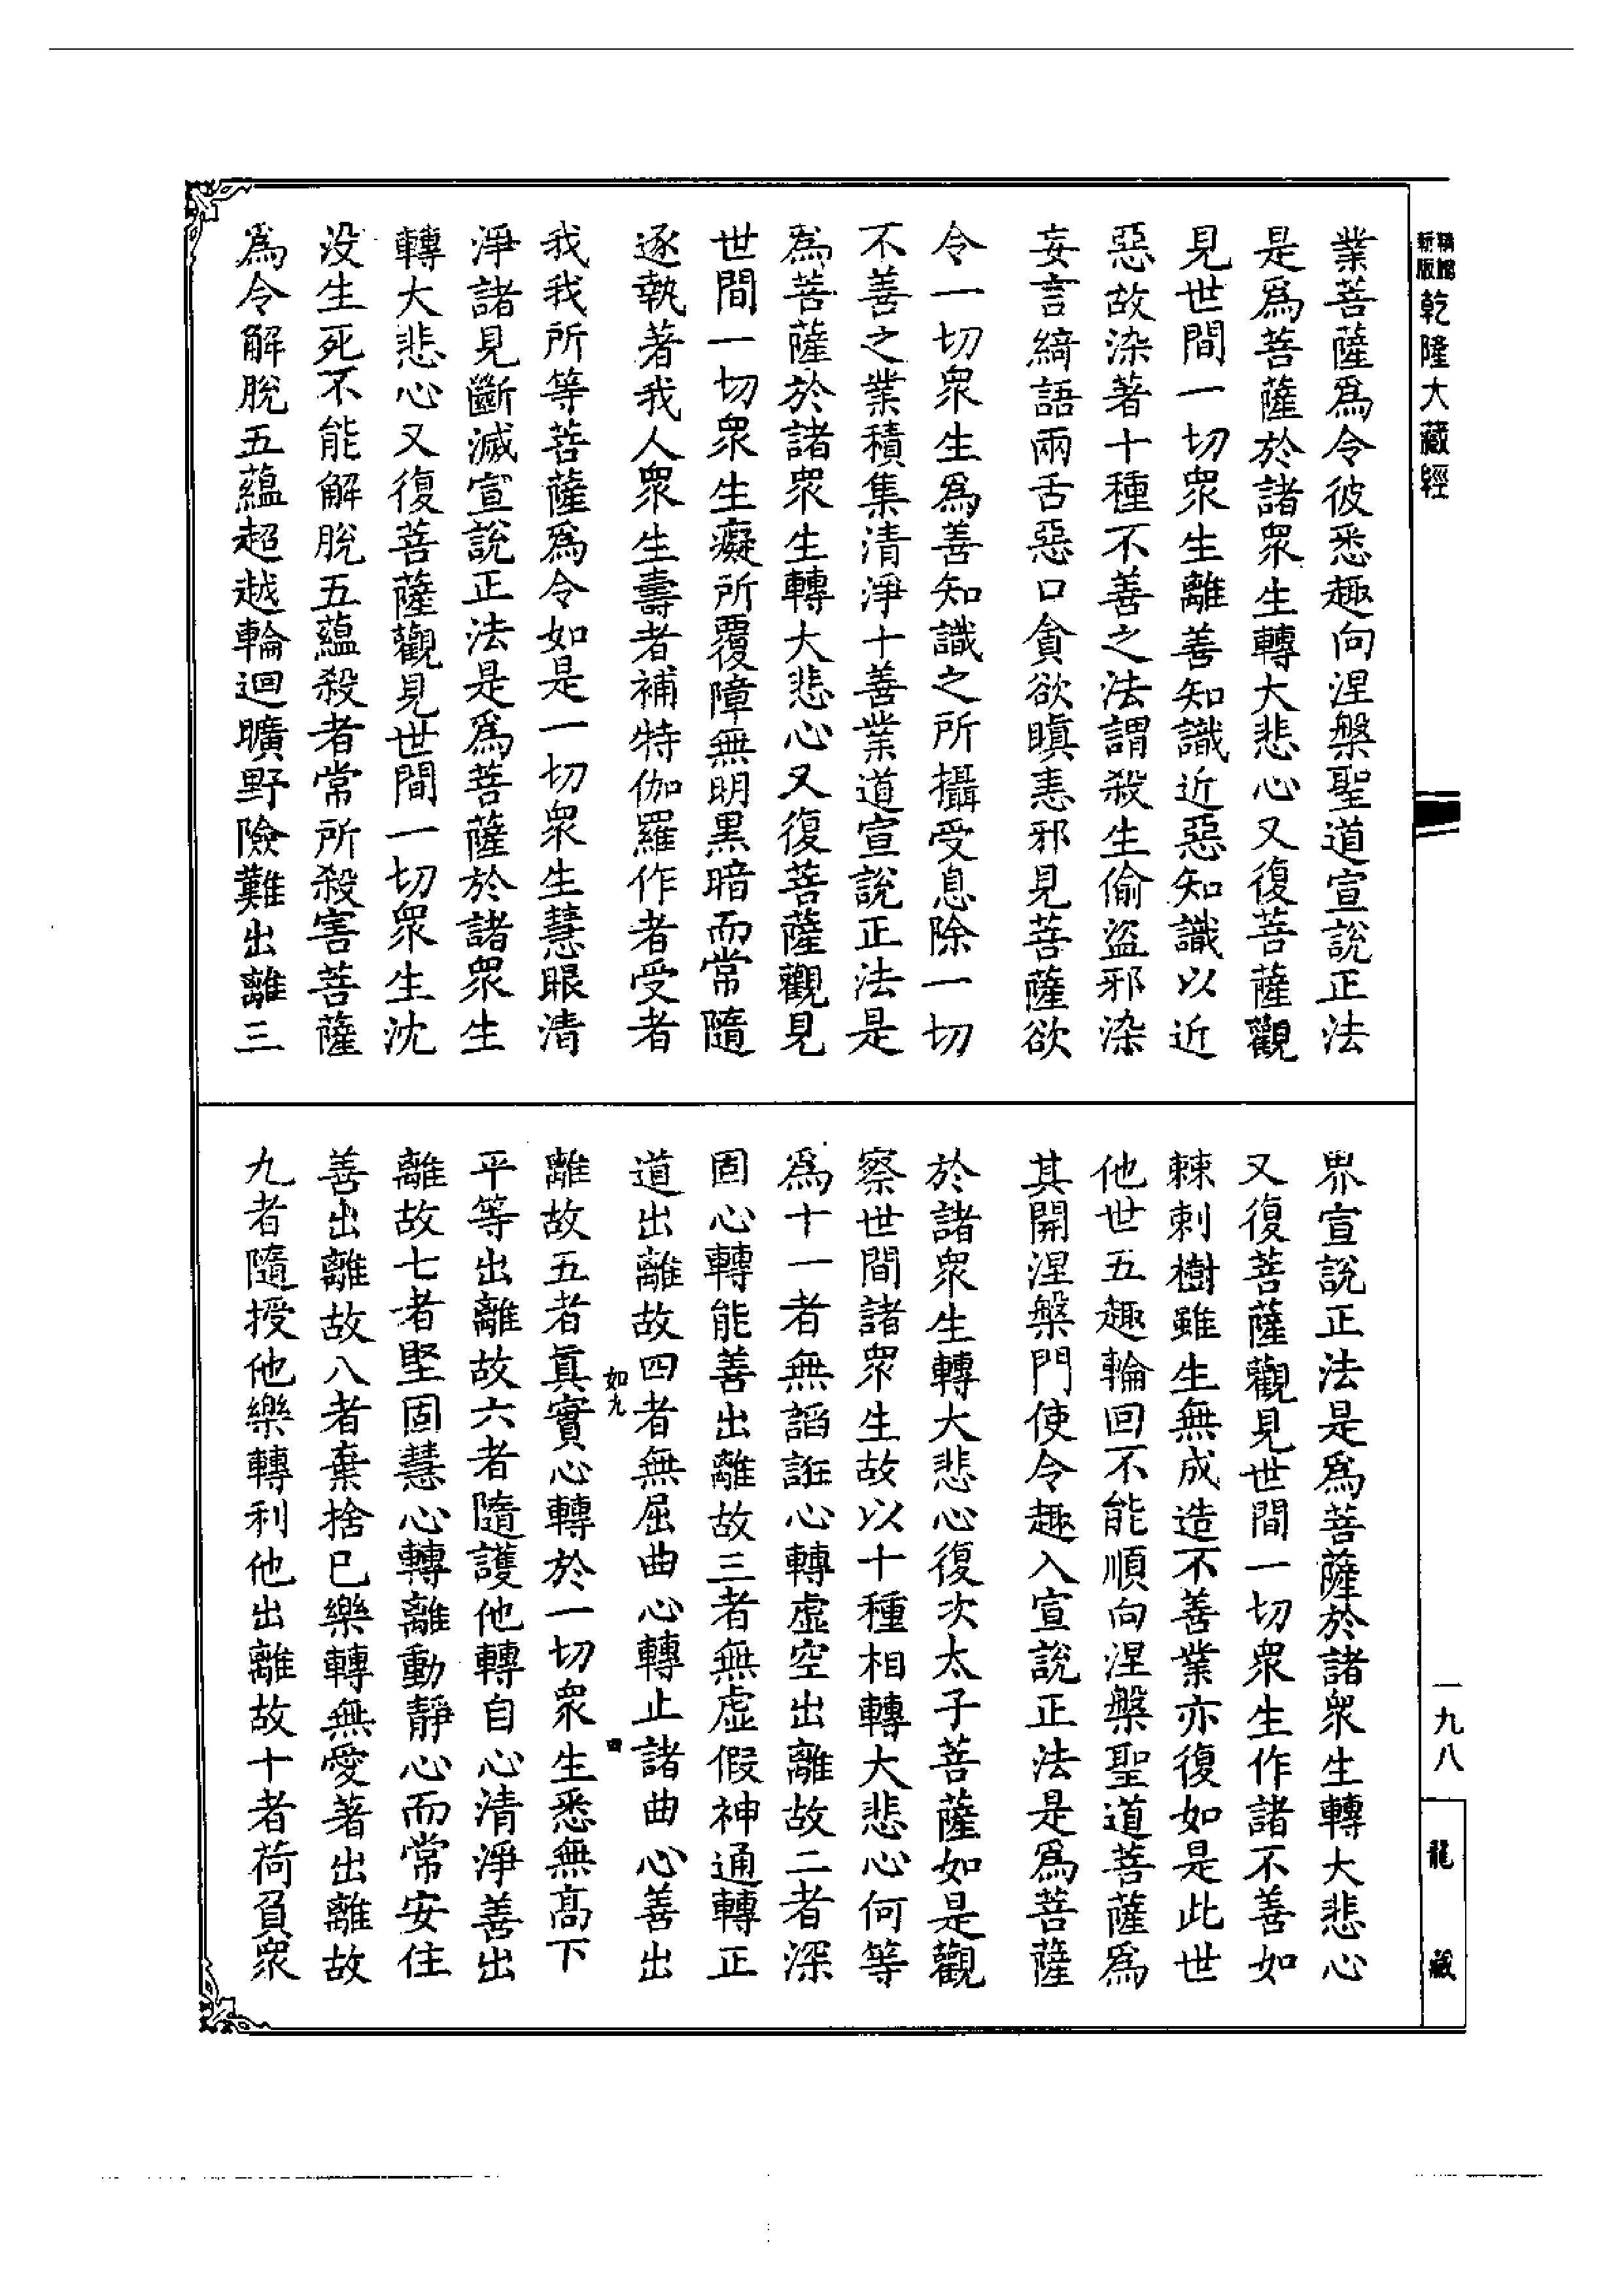 精縮新版乾隆大藏經
業菩薩爲令彼悉趣向涅槃聖道宣說正法
是爲菩薩於諸衆生轉大悲心又復菩薩觀
見世間一切衆生離善知識近惡知識以近
惡故染著十種不善之法謂殺生偷盜邪染
妄言綺語兩舌惡口貪欲瞋恚邪見菩薩欲
令一切衆生爲善知識之所攝受息除一切
不善之業積集清淨十善業道宣說正法是
爲菩薩於諸衆生轉大悲心又復菩薩觀見
世間一切衆生癡所覆障無明黑暗而常隨
逐執著我人衆生壽者補特伽羅作者受者
我我所等菩薩爲令如是一切衆生慧眼清
淨諸見斷滅宣說正法是爲菩薩於諸衆生
轉大悲心又復菩薩觀見世間一切衆生沈
没生死不能解脫五蘊殺者常所殺害菩薩
爲令解脫五蘊超越輪迴曠野險難出離三
界宣說正法是爲菩薩於諸衆生轉大悲心
又復菩薩觀見世間一切衆生作諸不善如
棘刺樹雖生無成造不善業亦復如是此世
他世五趣輪回不能順向涅槃聖道菩薩爲
其開涅槃門使令趣入宣說正法是爲菩薩
於諸衆生轉大悲心復次太子菩薩如是觀
察世間諸衆生故以十種相轉大悲心何等
爲十一者無諂誑心轉虛空出離故二者深
固心轉能善出離故三者無虛假神通轉正
道出離故四者無屈曲心轉止諸曲心善出
如九
四
離故五者眞實心轉於一切衆生悉無高下
平等出離故六者隨護他轉自心清淨善出
離故七者堅固慧心轉離動靜心而常安住
善出離故八者棄捨已樂轉無愛著出離故
九者隨授他樂轉利他出離故十者荷負衆
一九八
龍藏